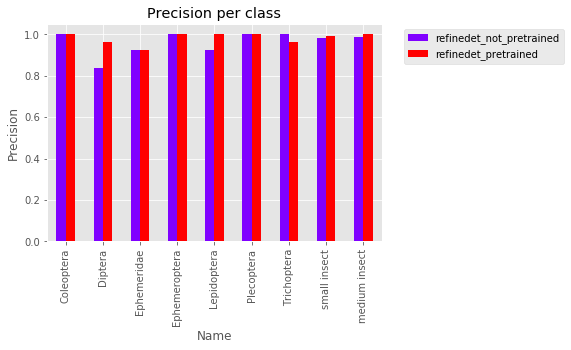 Precision per class
refinedet_not_pretrained
refinedet_pretrained
Precision
1.0
0.8
0.6
0.4
0.2
0.0
Coleoptera
Diptera
Ephemeridae
Ephemeroptera
Lepidoptera
Plecoptera
Trichoptera
small insect
medium insect
Name